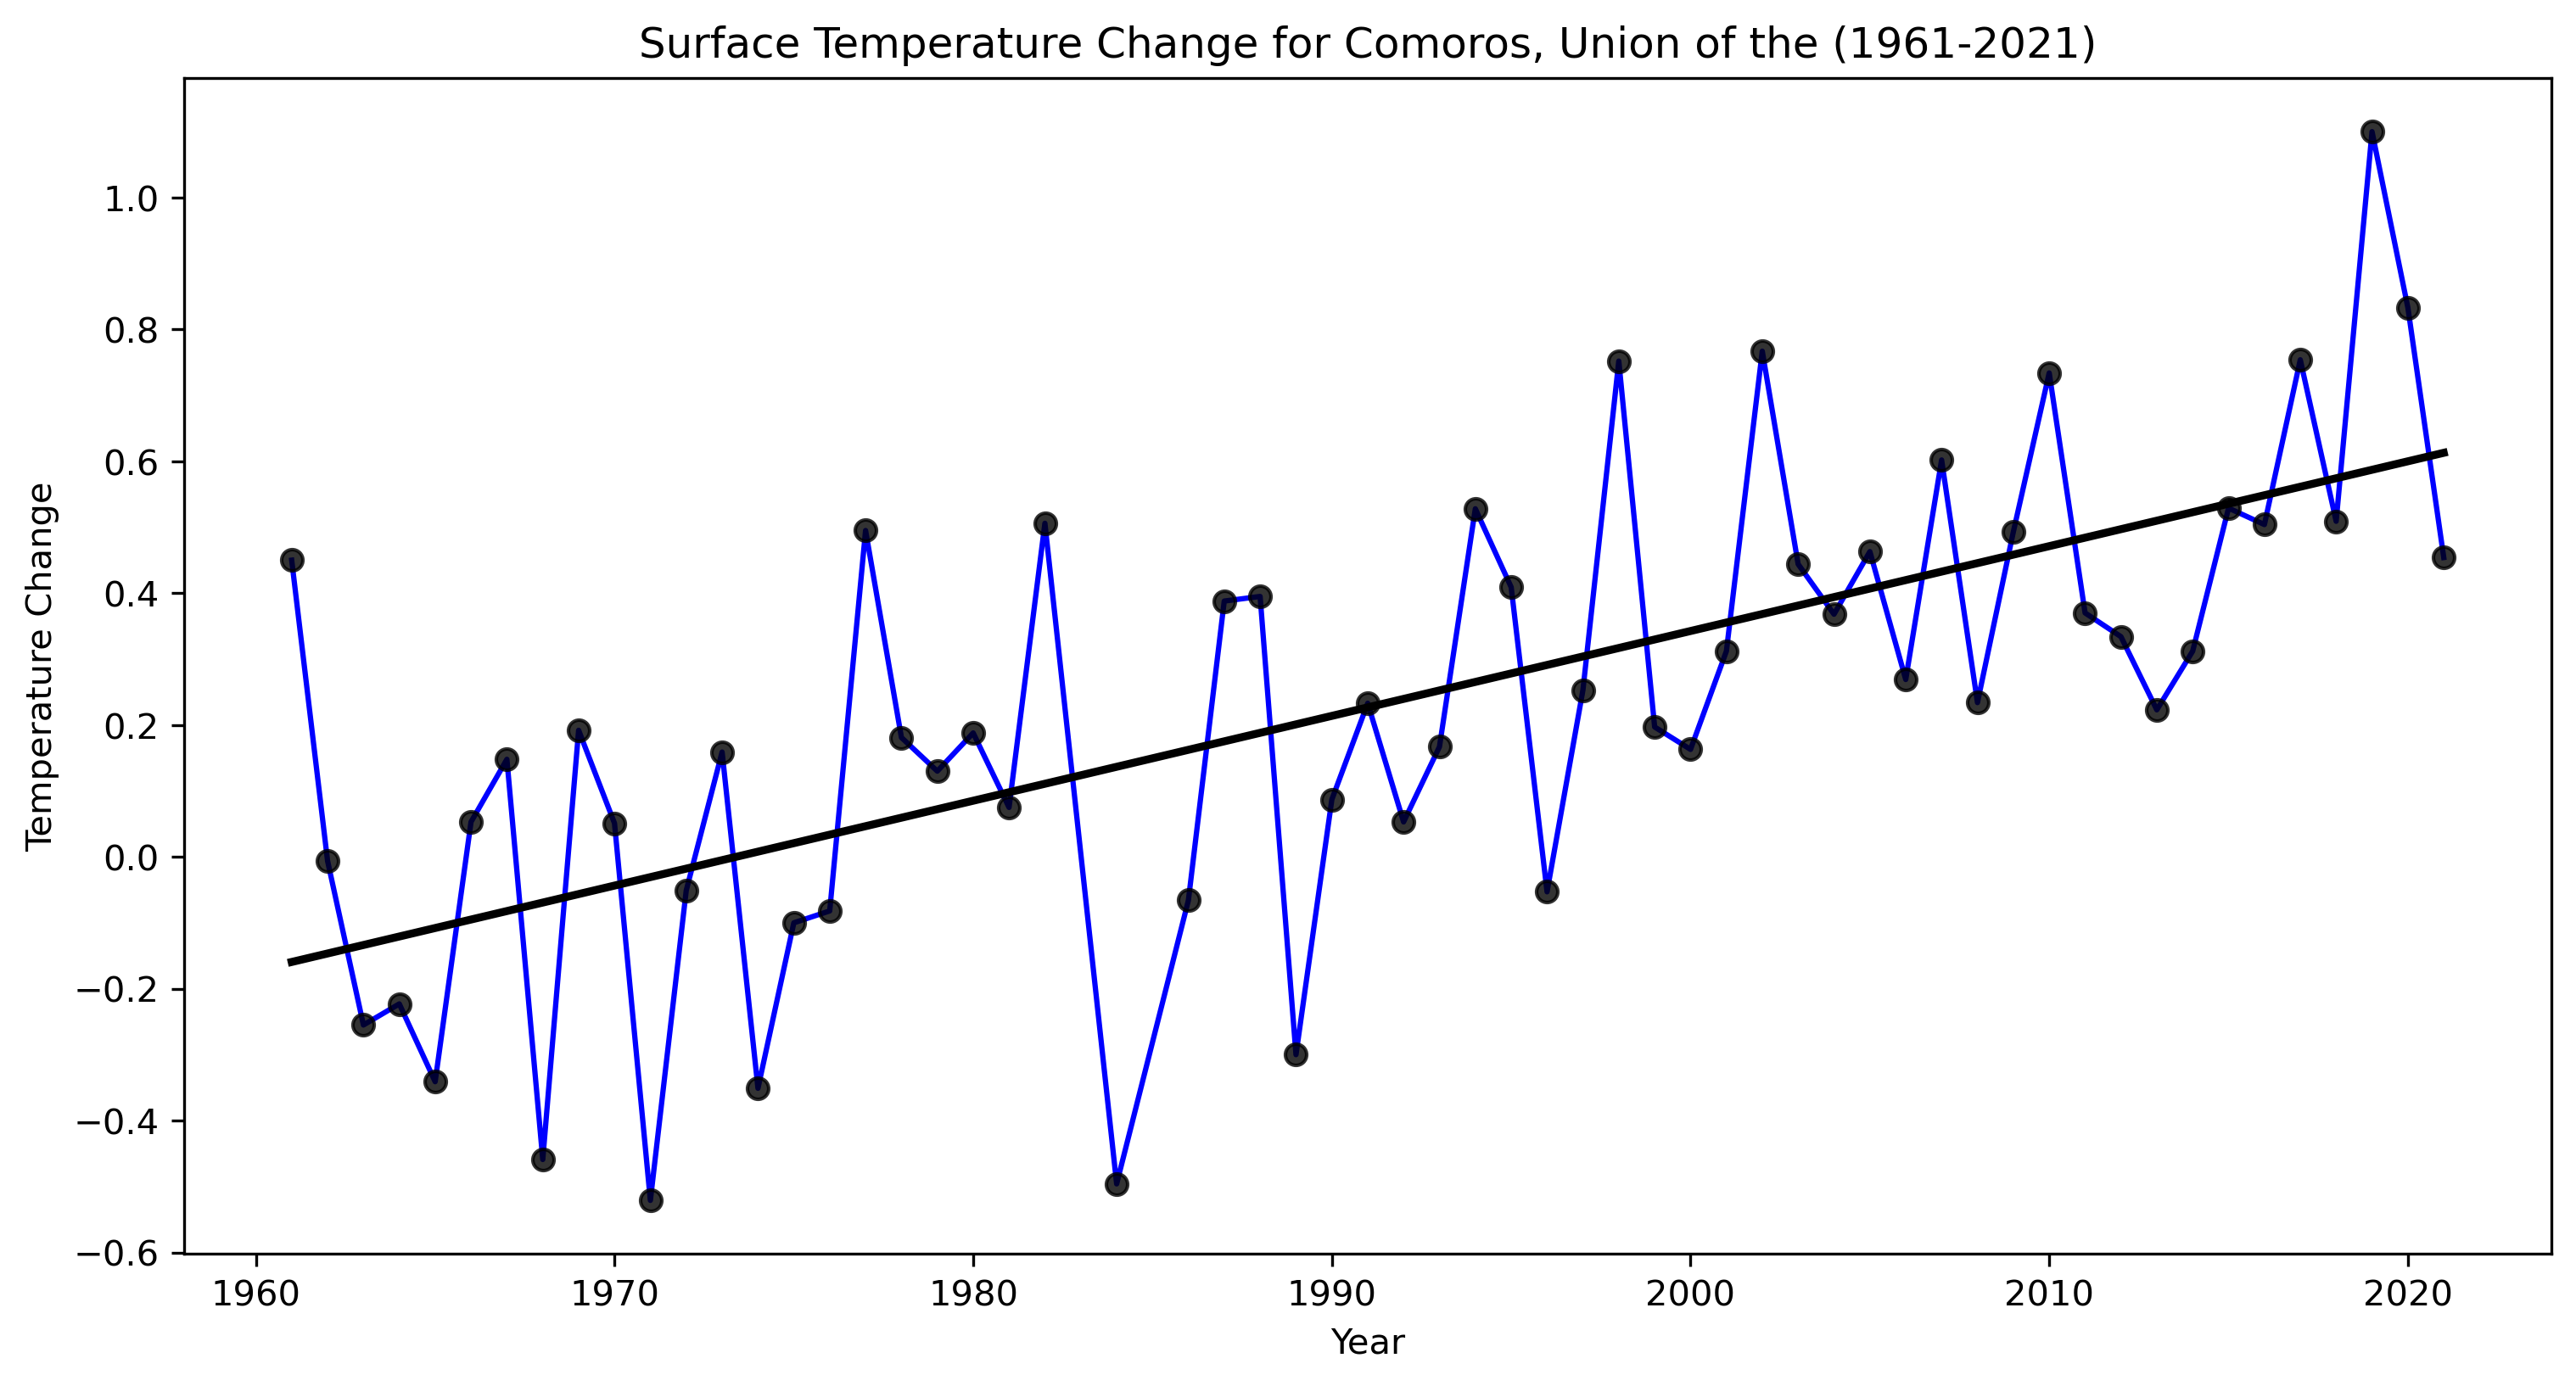 Surface Temperature Change for Comoros, Union of the (1961-2021)
Temperature Change
1.0
0.8
0.6
0.4
0.2
0.0
−0.2
−0.4
−0.6
1960 1970 1980 1990 2000 2010 2020
Year